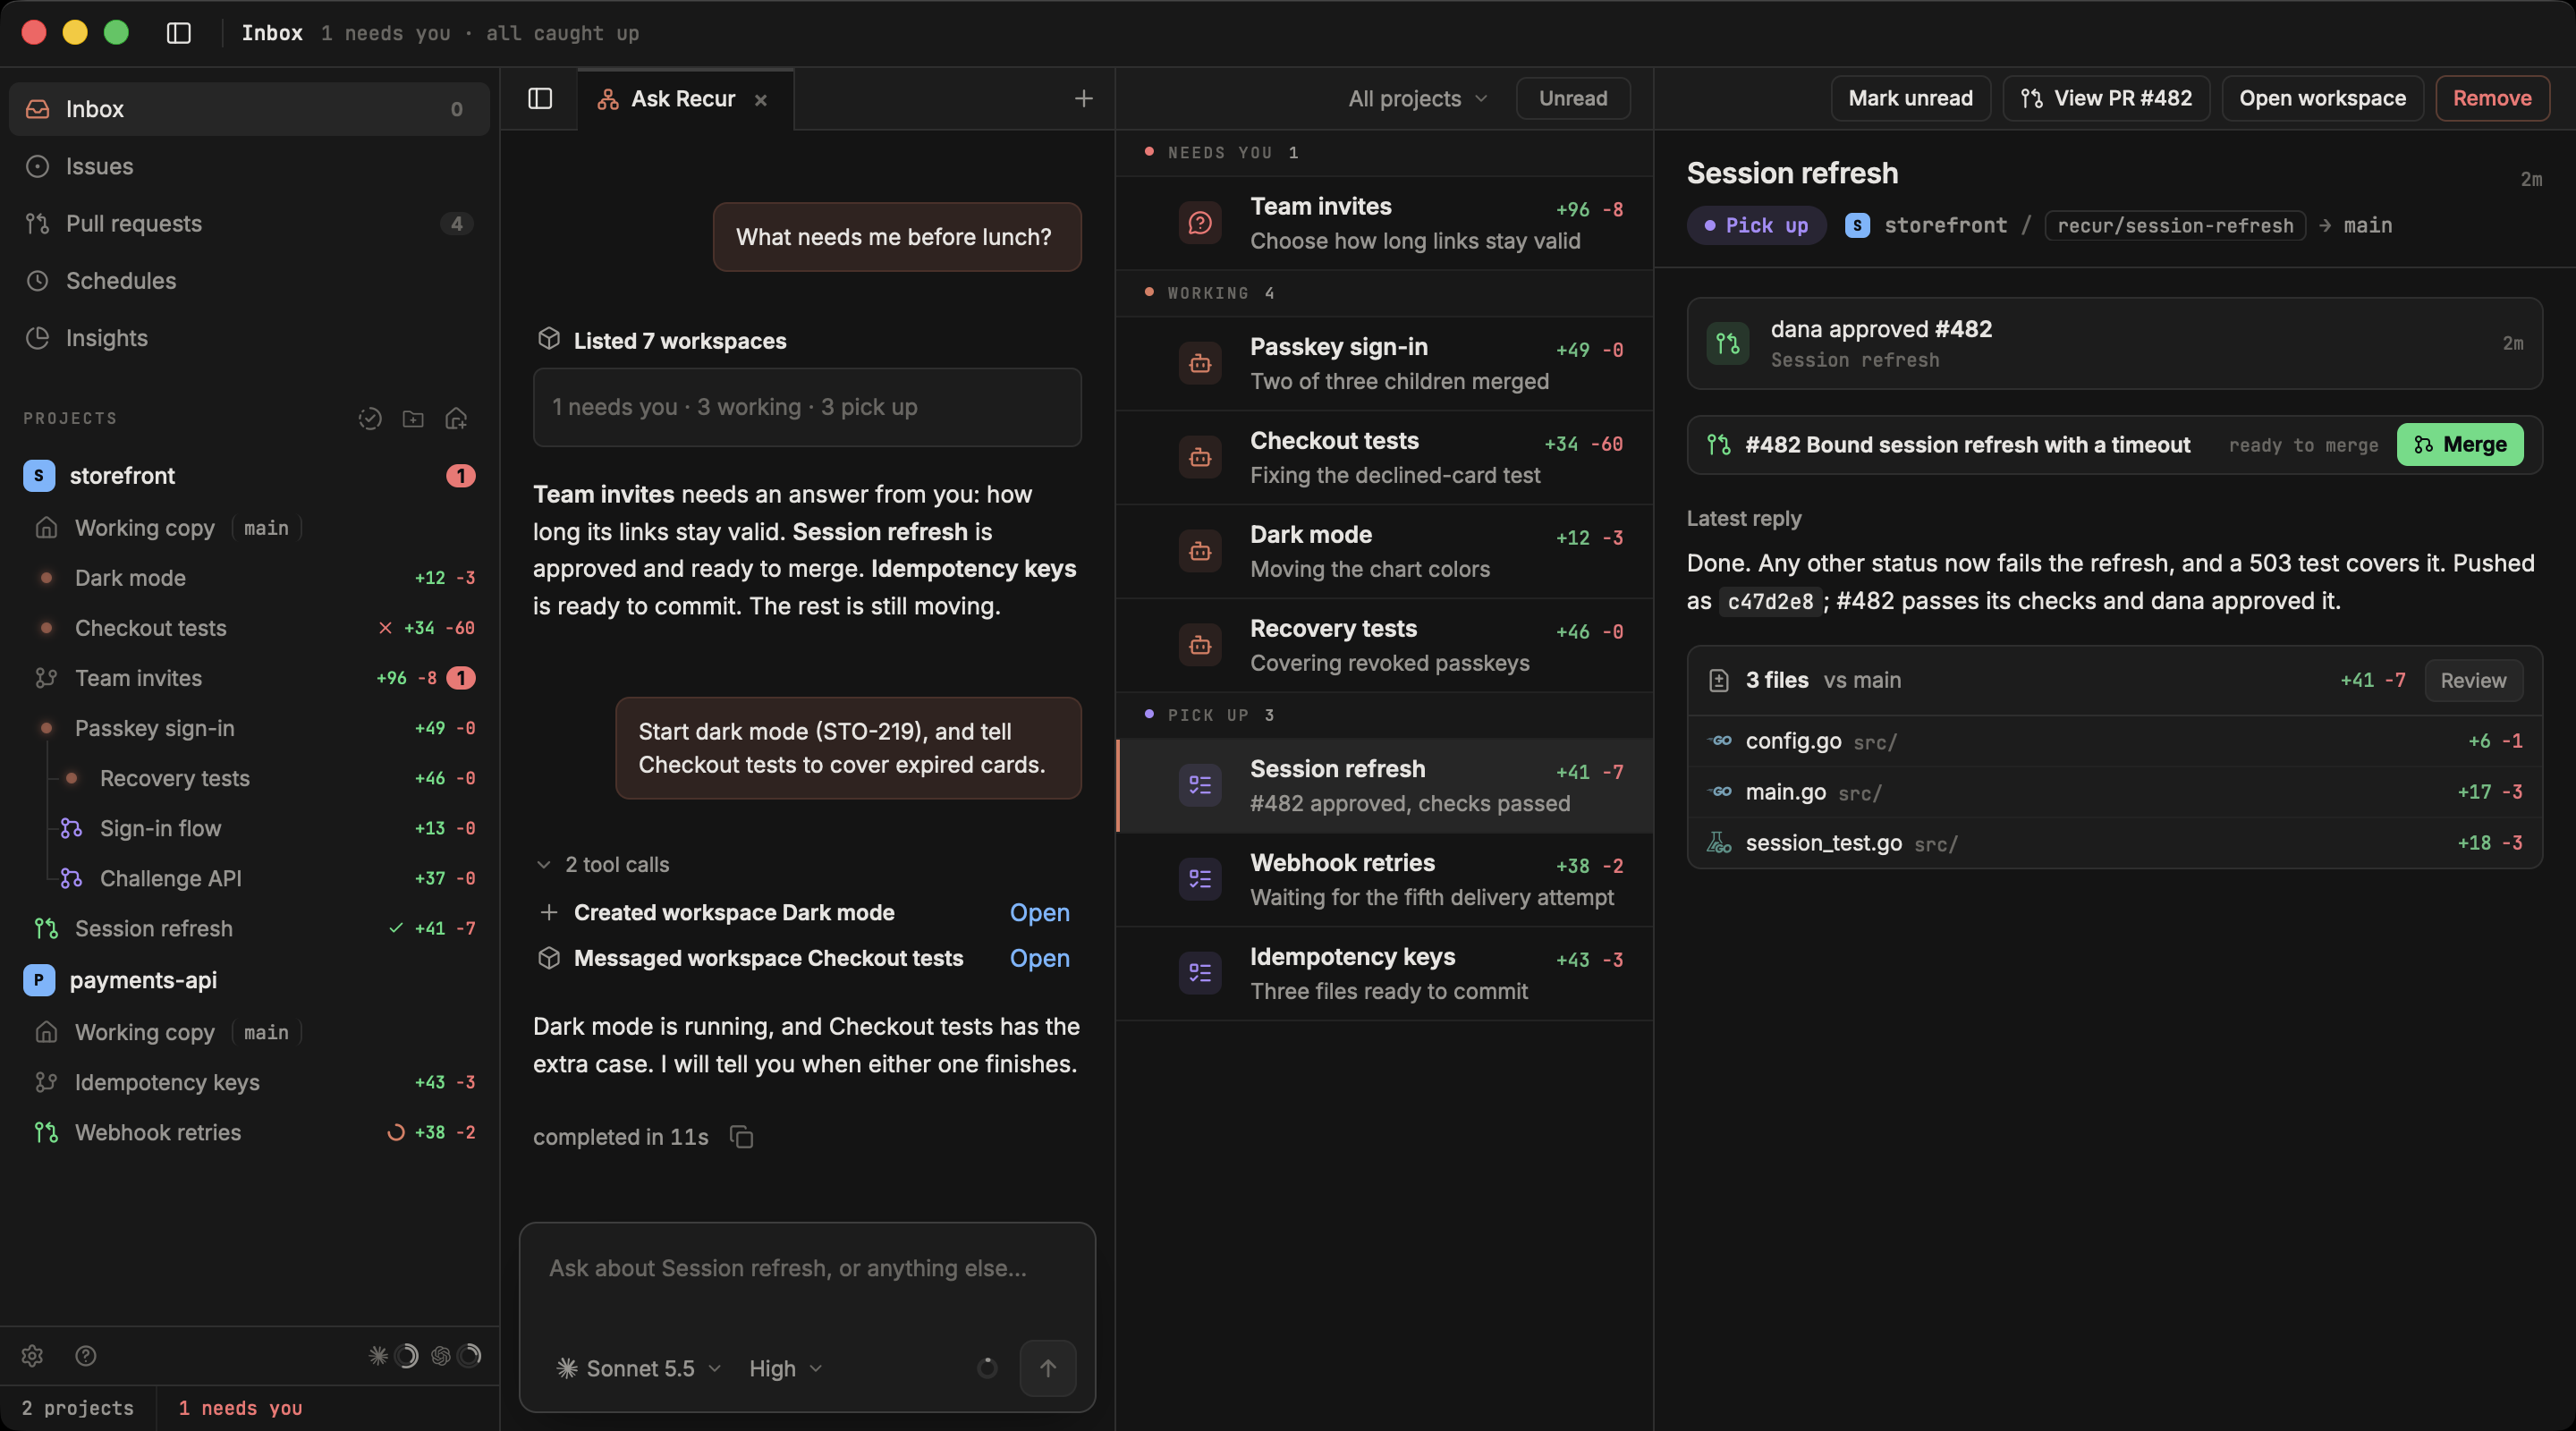 Inbox 1 needs you · all caught up
Inbox 0
Issues
Pull requests 4
Schedules
Insights
PROJECTS
S storefront 1
Working copy main
Dark mode +12 -3
Checkout tests +34 -60
Team invites +96 -8 1
Passkey sign-in +49 -0
Recovery tests +46 -0
Sign-in flow +13 -0
Challenge API +37 -0
Session refresh +41 -7
P payments-api
Working copy main
Idempotency keys +43 -3
Webhook retries +38 -2
2 projects 1 needs you
Ask Recur
What needs me before lunch?
Listed 7 workspaces
1 needs you · 3 working · 3 pick up
Team invites needs an answer from you: how
long its links stay valid. Session refresh is
approved and ready to merge. Idempotency keys
is ready to commit. The rest is still moving.
Start dark mode (STO-219), and tell
Checkout tests to cover expired cards.
2 tool calls
Created workspace Dark mode Open
Messaged workspace Checkout tests Open
Dark mode is running, and Checkout tests has the
extra case. I will tell you when either one finishes.
completed in 11s
Ask about Session refresh, or anything else...
Sonnet 5.5 High
All projects Unread
NEEDS YOU 1
Team invites +96 -8
Choose how long links stay valid
WORKING 4
Passkey sign-in +49 -0
Two of three children merged
Checkout tests +34 -60
Fixing the declined-card test
Dark mode +12 -3
Moving the chart colors
Recovery tests +46 -0
Covering revoked passkeys
PICK UP 3
Session refresh +41 -7
#482 approved, checks passed
Webhook retries +38 -2
Waiting for the fifth delivery attempt
Idempotency keys +43 -3
Three files ready to commit
Mark unread View PR #482 Open workspace Remove
Session refresh 2m
Pick up S storefront / recur/session-refresh → main
dana approved #482
Session refresh 2m
#482 Bound session refresh with a timeout ready to merge Merge
Latest reply
Done. Any other status now fails the refresh, and a 503 test covers it. Pushed
as c47d2e8; #482 passes its checks and dana approved it.
3 files vs main +41 -7 Review
GO config.go src/ +6 -1
GO main.go src/ +17 -3
GO session_test.go src/ +18 -3